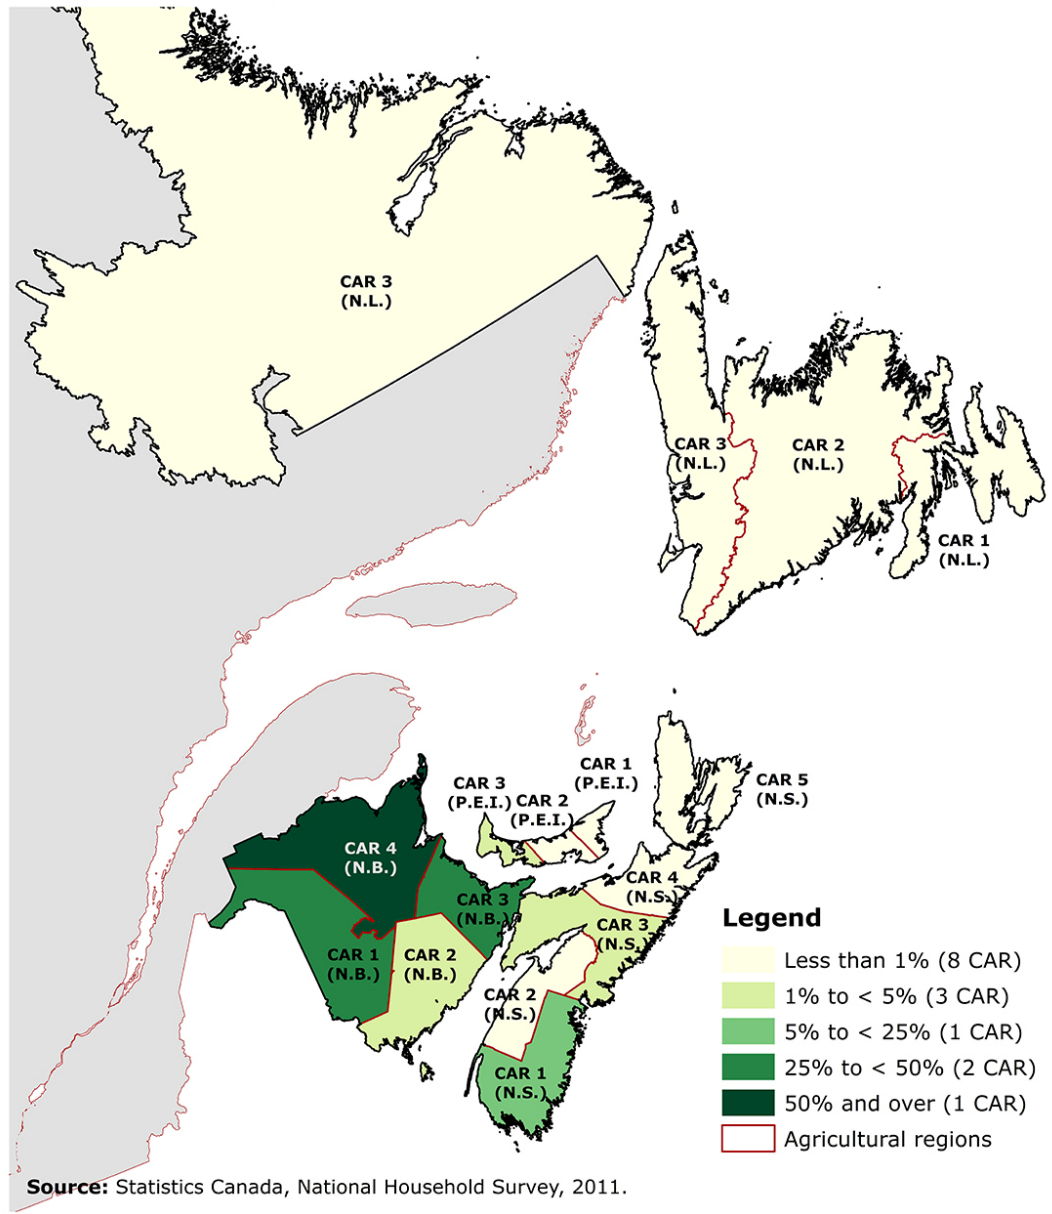 CAR 3
(N.L.)
CAR 3
(N.L.)
CAR 2
(N.L.)
CAR 1
(N.L.)
CAR 1
(P.E.I.)
CAR 3
(P.E.I.)
CAR 2
(P.E.I.)
CAR 5
(N.S.)
CAR 4
(N.B.)
CAR 4
(N.S.)
CAR 3
(N.B.)
CAR 3
(N.S.)
CAR 1
(N.B.)
CAR 2
(N.B.)
CAR 2
(N.S.)
CAR 1
(N.S.)
Legend
Less than 1% (8 CAR)
1% to < 5% (3 CAR)
5% to < 25% (1 CAR)
25% to < 50% (2 CAR)
50% and over (1 CAR)
Agricultural regions
Source: Statistics Canada, National Household Survey, 2011.